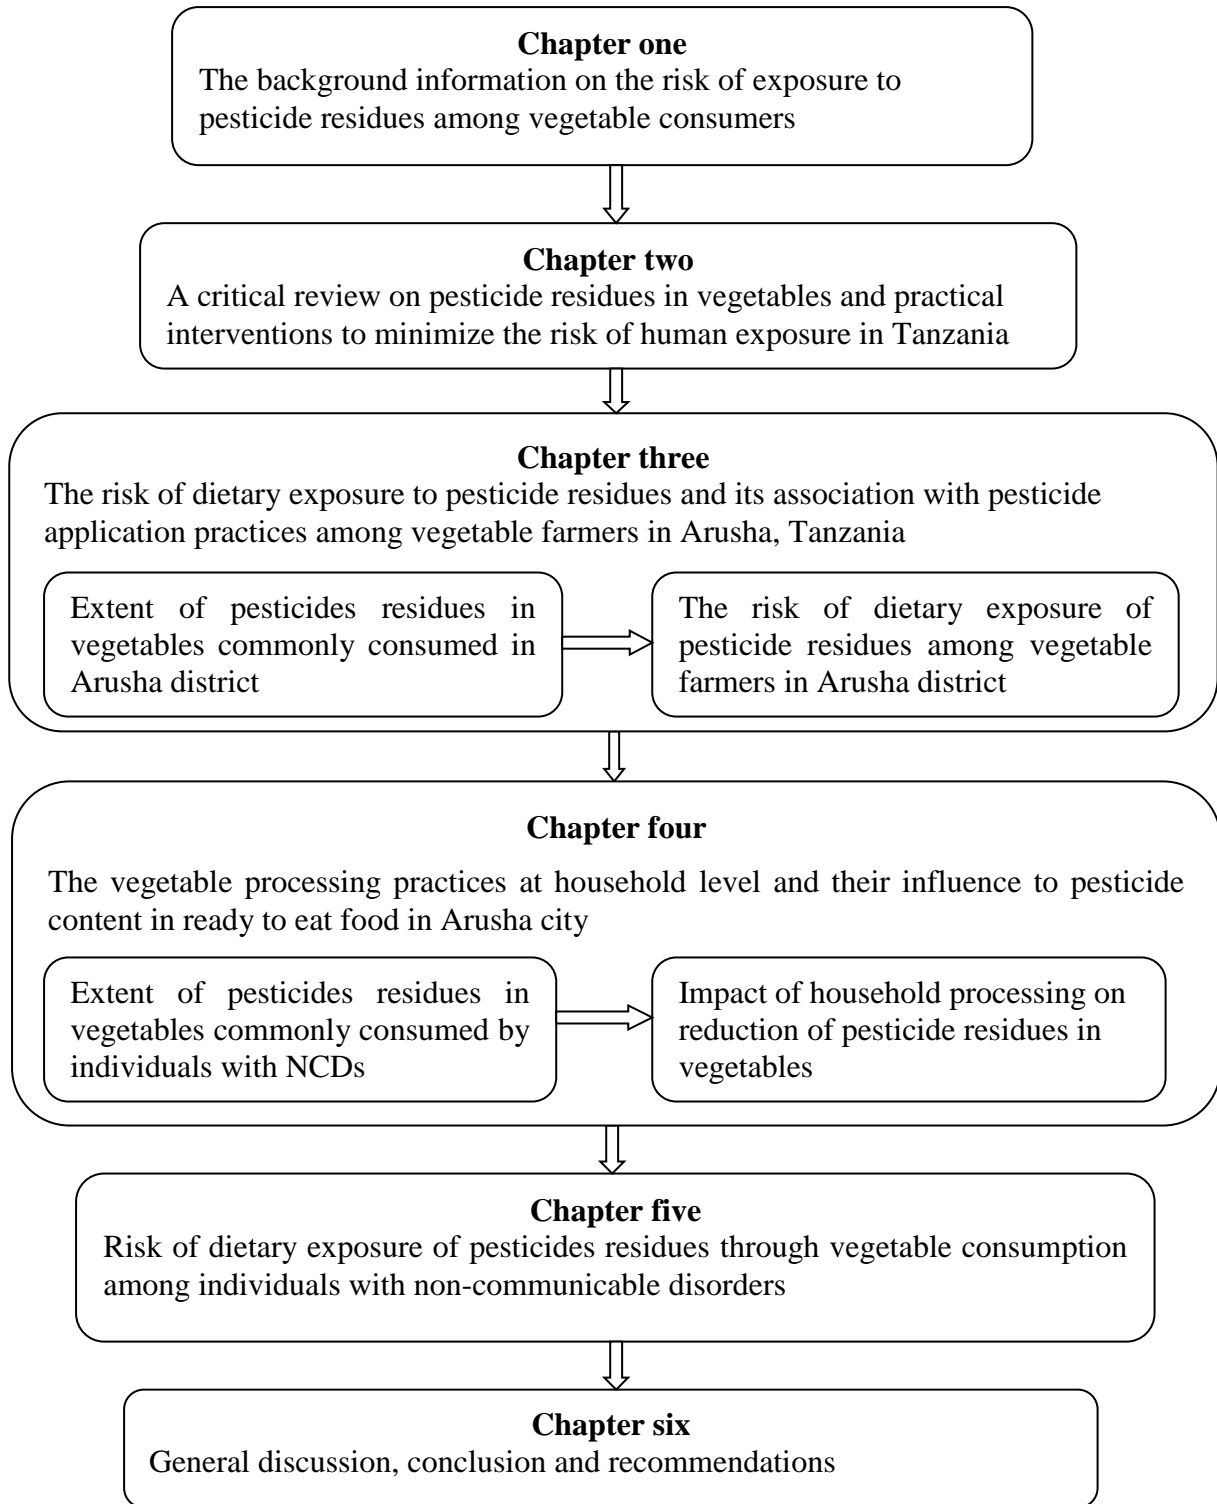 Chapter one
The background information on the risk of exposure to
pesticide residues among vegetable consumers
Chapter two
A critical review on pesticide residues in vegetables and practical
interventions to minimize the risk of human exposure in Tanzania
Chapter three
The risk of dietary exposure to pesticide residues and its association with pesticide
application practices among vegetable farmers in Arusha, Tanzania
Extent of pesticides residues in
vegetables commonly consumed in
Arusha district
The risk of dietary exposure of
pesticide residues among vegetable
farmers in Arusha district
Chapter four
The vegetable processing practices at household level and their influence to pesticide
content in ready to eat food in Arusha city
Extent of pesticides residues in
vegetables commonly consumed by
individuals with NCDs
Impact of household processing on
reduction of pesticide residues in
vegetables
Chapter five
Risk of dietary exposure of pesticides residues through vegetable consumption
among individuals with non-communicable disorders
Chapter six
General discussion, conclusion and recommendations